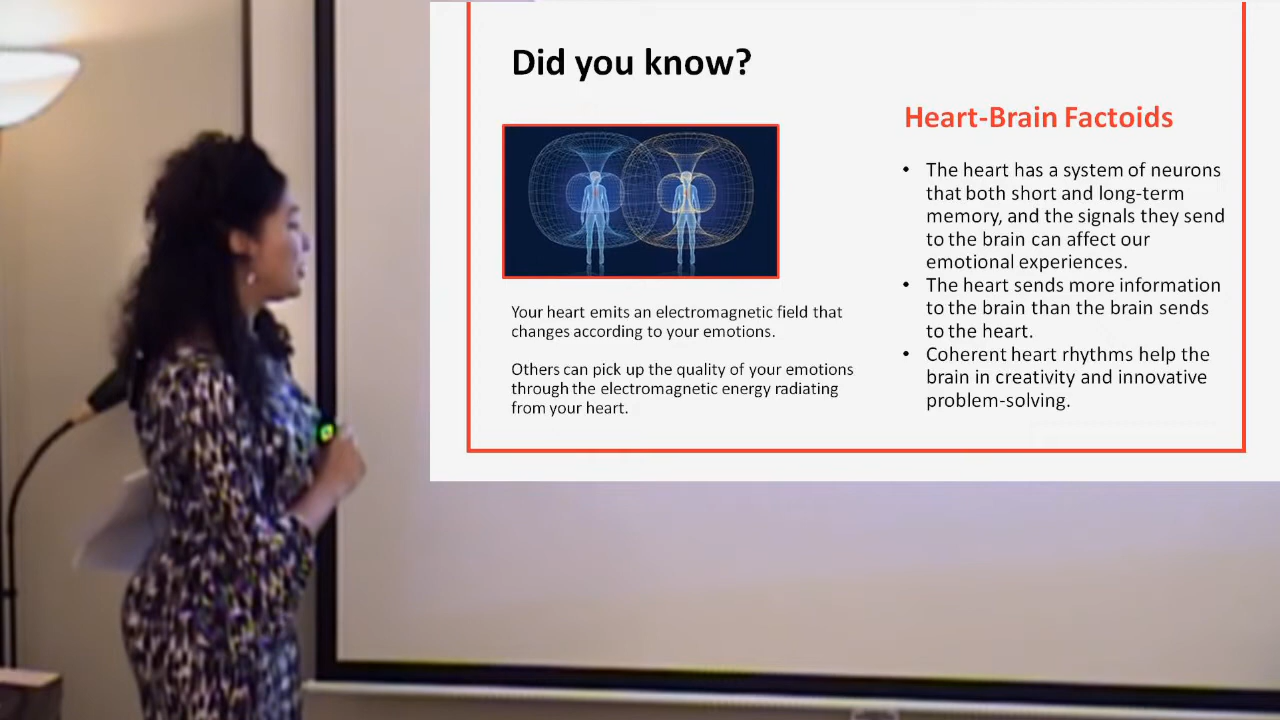 Did you know?
Your heart emits an electromagnetic field that
changes according to your emotions.
Others can pick up the quality of your emotions
through the electromagnetic energy radiating
from your heart.
Heart-Brain Factoids
• The heart has a system of neurons
that both short and long-term
memory, and the signals they send
to the brain can affect our
emotional experiences.
• The heart sends more information
to the brain than the brain sends
to the heart.
• Coherent heart rhythms help the
brain in creativity and innovative
problem-solving.